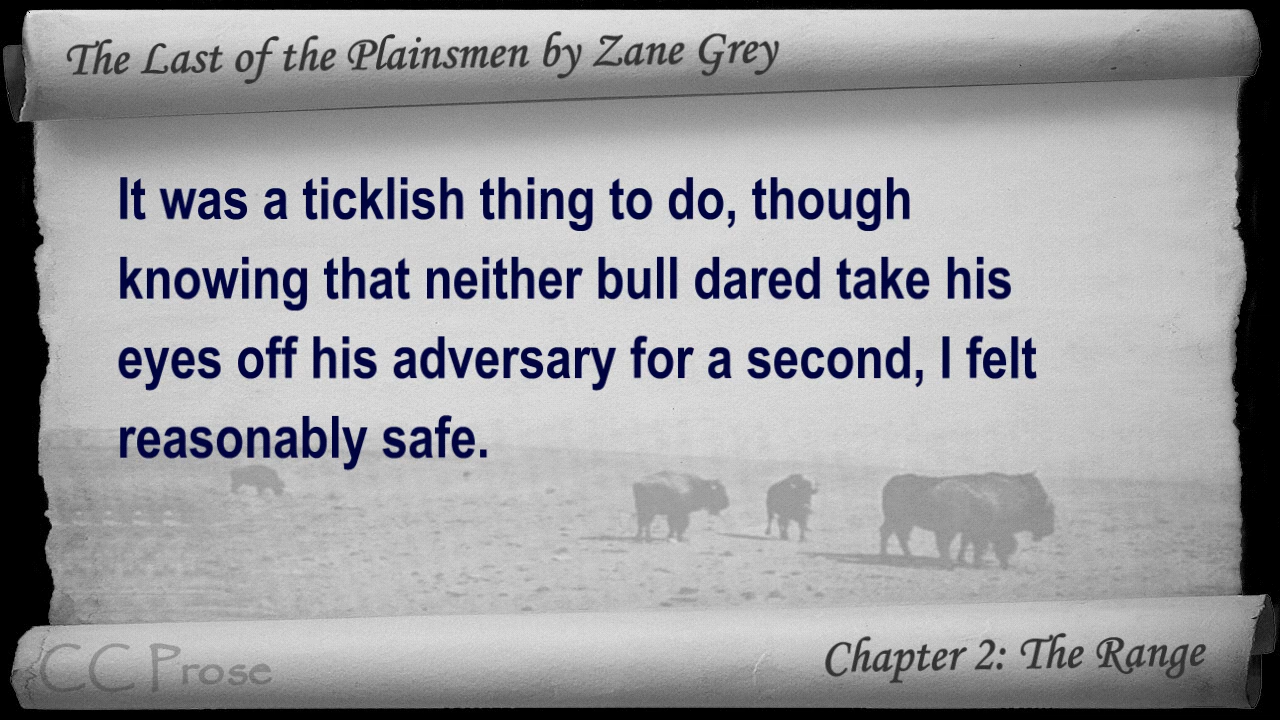 The Last of the Plainsmen by Zane Grey
It was a ticklish thing to do, though
knowing that neither bull dared take his
eyes off his adversary for a second, I felt
reasonably safe.
CC Prose
Chapter 2: The Range